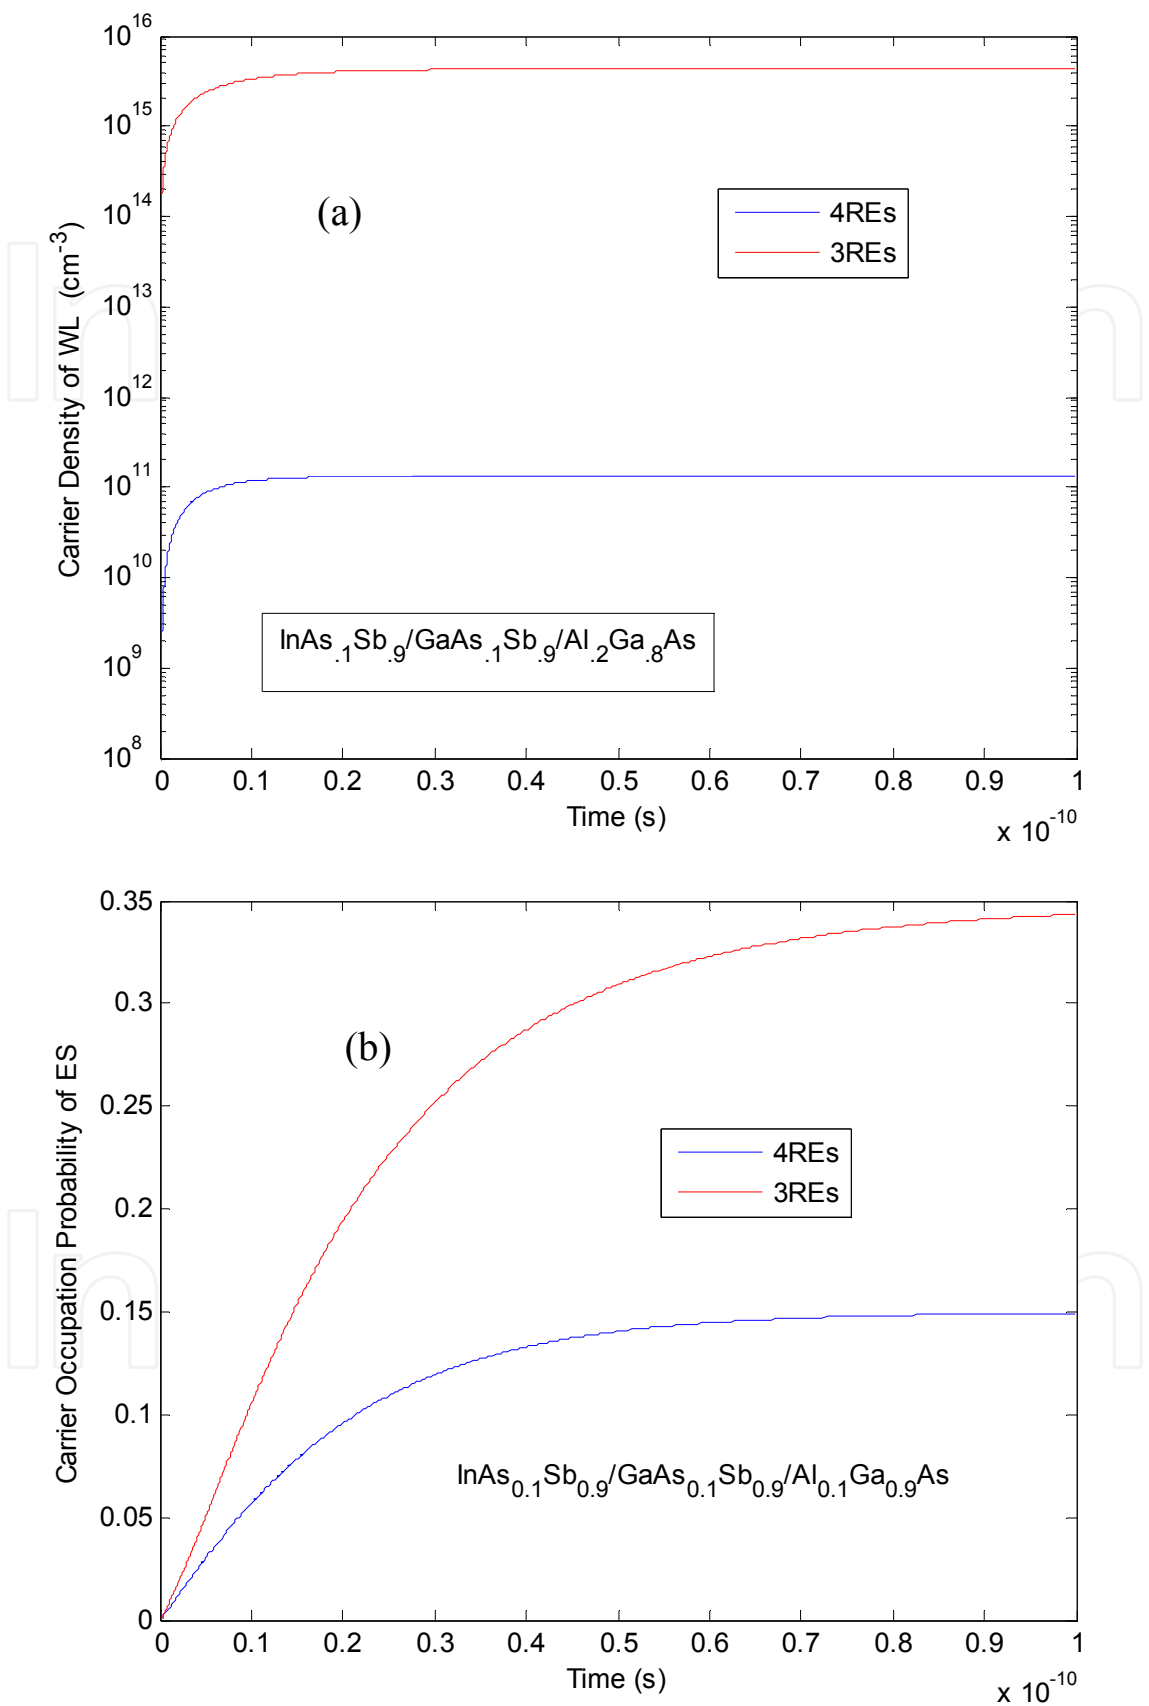 10^16
10^15
10^14
10^13
10^12
10^11
10^10
10^9
10^8
Carrier Density of WL (cm^-3)
(a)
4REs
3REs
InAs.1Sb.9/GaAs.1Sb.9/Al.2Ga.8As
0 0.1 0.2 0.3 0.4 0.5 0.6 0.7 0.8 0.9 1
Time (s)
x 10^-10
0.35
0.3
0.25
0.2
0.15
0.1
0.05
0
Carrier Occupation Probability of ES
(b)
4REs
3REs
InAs0.1Sb0.9/GaAs0.1Sb0.9/Al0.1Ga0.9As
0 0.1 0.2 0.3 0.4 0.5 0.6 0.7 0.8 0.9 1
Time (s)
x 10^-10